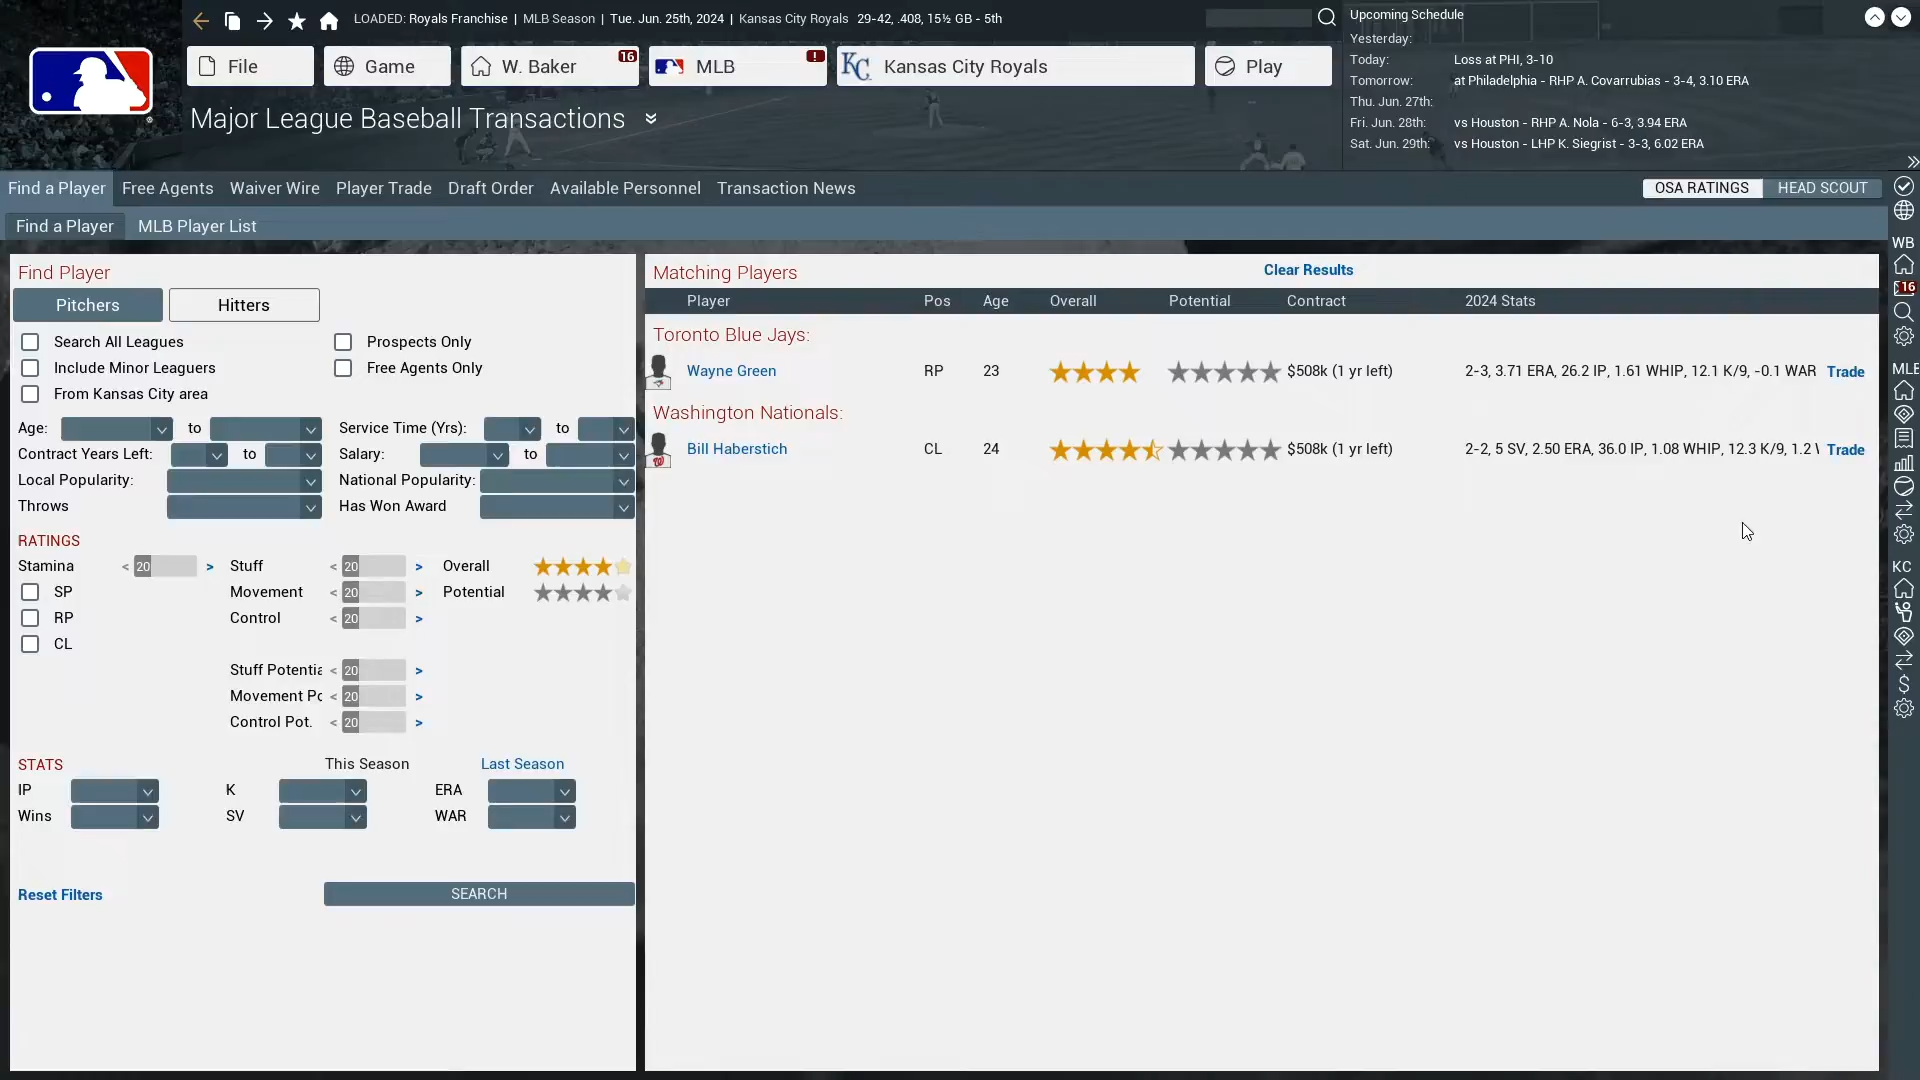 LOADED: Royals Franchise | MLB Season | Tue. Jun. 25th, 2024 | Kansas City Royals 29-42, .408, 15½ GB - 5th
File
Game
W. Baker
16
MLB
!
KC
Kansas City Royals
Play
Major League Baseball Transactions
Upcoming Schedule
Yesterday:
Today: Loss at PHI, 3-10
Tomorrow: at Philadelphia - RHP A. Covarrubias - 3-4, 3.10 ERA
Thu. Jun. 27th:
Fri. Jun. 28th: vs Houston - RHP A. Nola - 6-3, 3.94 ERA
Sat. Jun. 29th: vs Houston - LHP K. Siegrist - 3-3, 6.02 ERA
Find a Player Free Agents Waiver Wire Player Trade Draft Order Available Personnel Transaction News
OSA RATINGS HEAD SCOUT
Find a Player MLB Player List
Find Player
Pitchers Hitters
Search All Leagues Prospects Only
Include Minor Leaguers Free Agents Only
From Kansas City area
Age: to Service Time (Yrs): to
Contract Years Left: to Salary: to
Local Popularity: National Popularity:
Throws Has Won Award
RATINGS
Stamina < 20 > Stuff < 20 > Overall
SP Movement < 20 > Potential
RP Control < 20 >
CL
Stuff Potentia < 20 >
Movement Po < 20 >
Control Pot. < 20 >
STATS This Season Last Season
IP K ERA
Wins SV WAR
Reset Filters SEARCH
Matching Players Clear Results
Player Pos Age Overall Potential Contract 2024 Stats
Toronto Blue Jays:
Wayne Green RP 23 $508k (1 yr left) 2-3, 3.71 ERA, 26.2 IP, 1.61 WHIP, 12.1 K/9, -0.1 WAR Trade
Washington Nationals:
Bill Haberstich CL 24 $508k (1 yr left) 2-2, 5 SV, 2.50 ERA, 36.0 IP, 1.08 WHIP, 12.3 K/9, 1.2 Trade
WB
16
MLB
KC
$